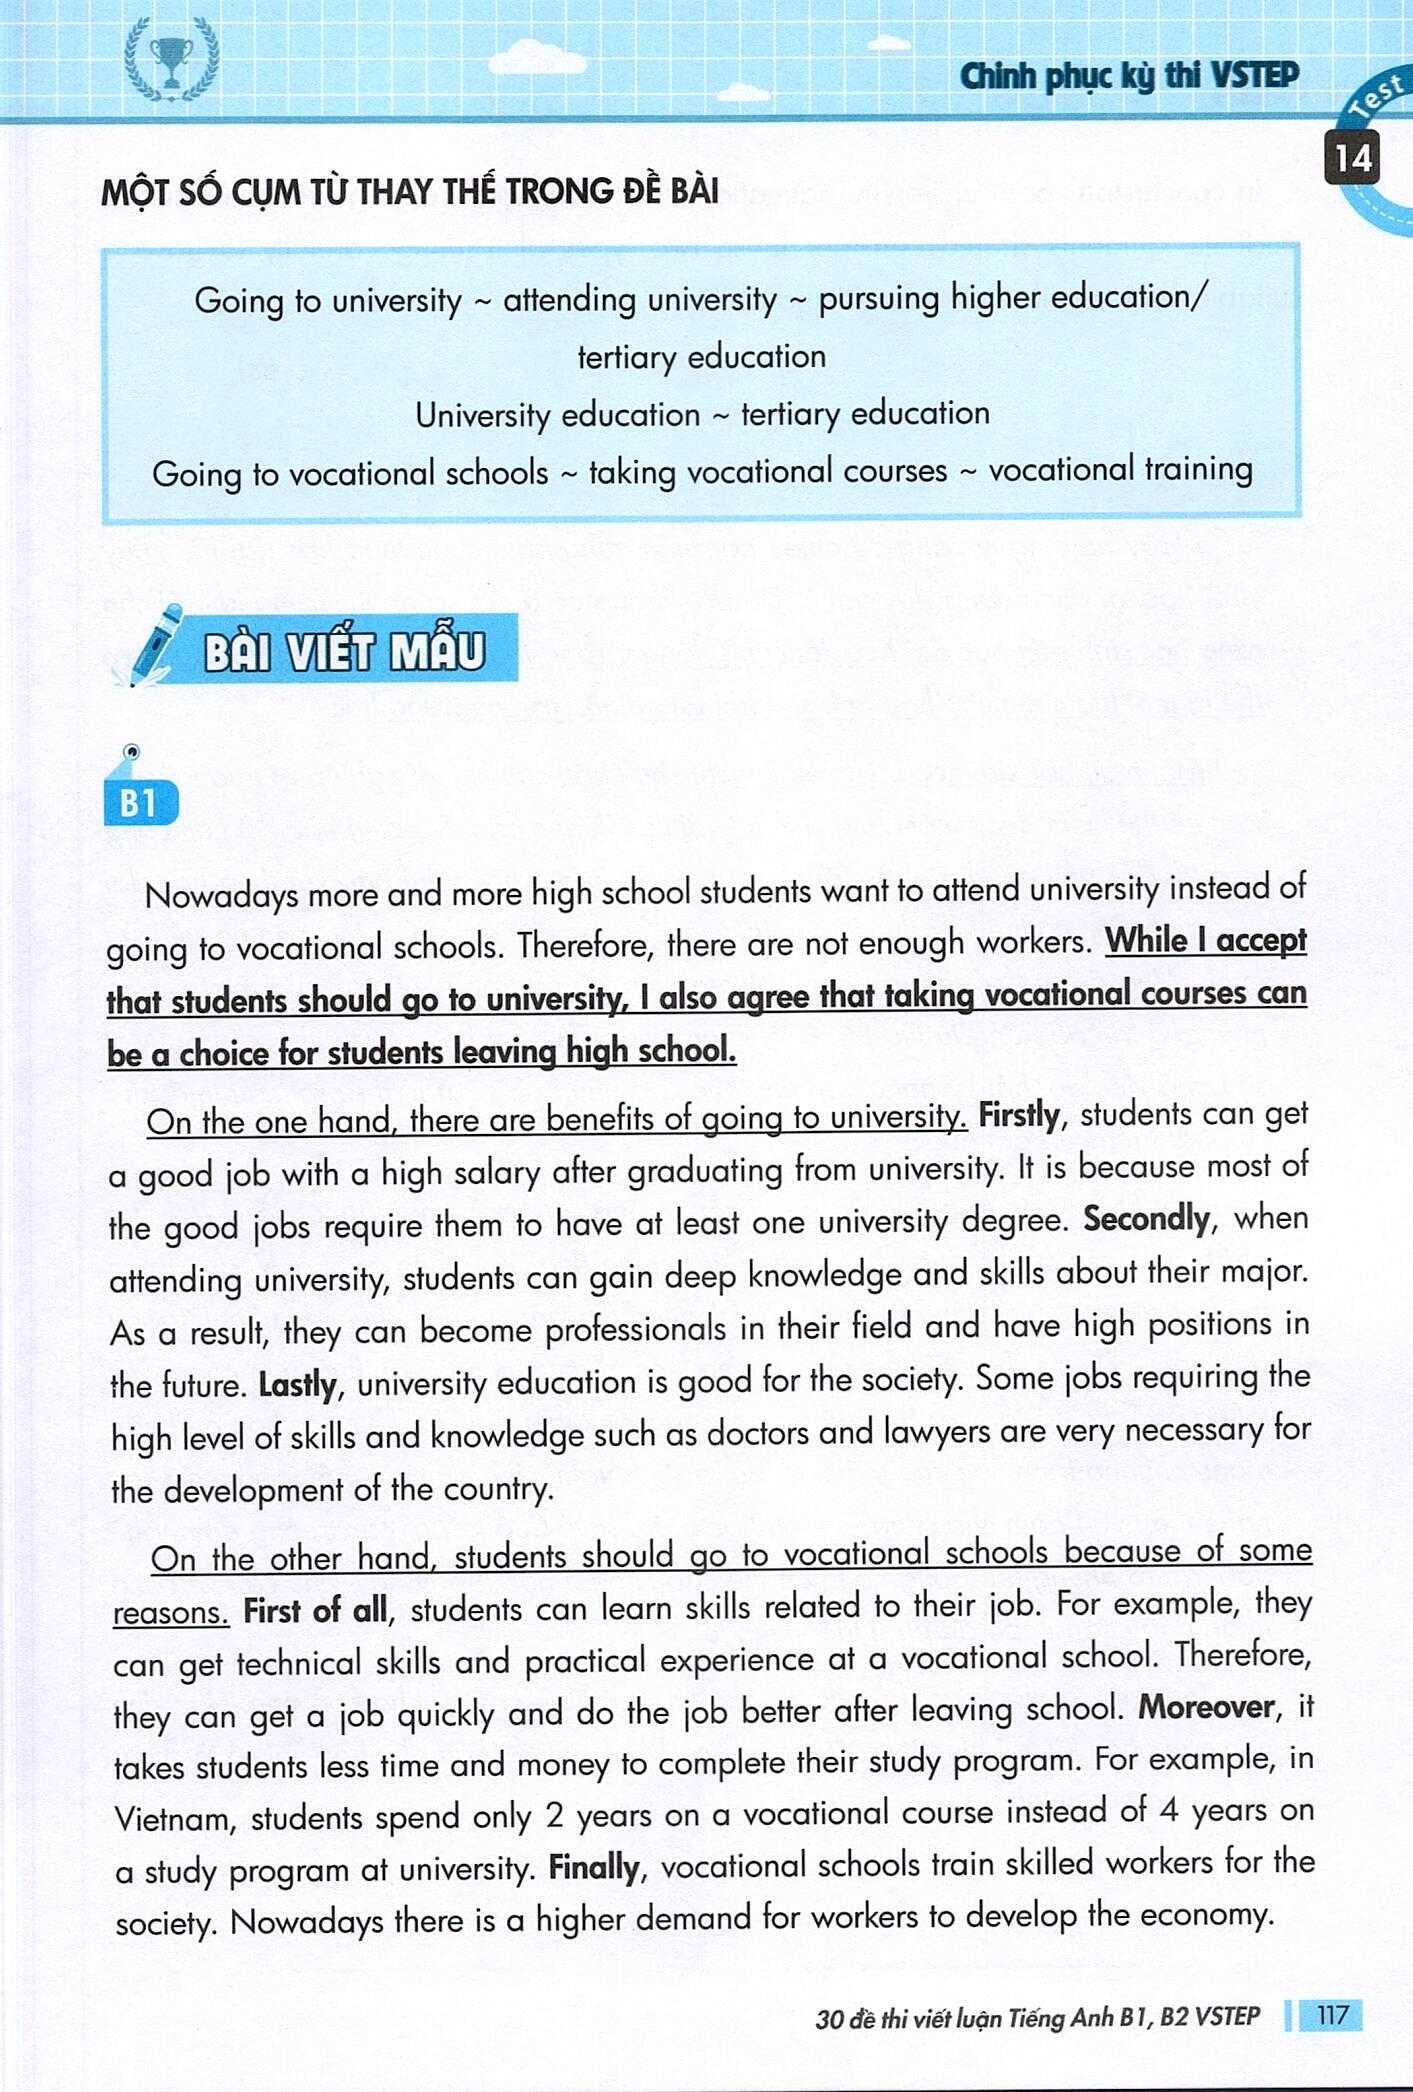 Chinh phục kỳ thi VSTEP
Test
14
MỘT SỐ CỤM TỪ THAY THẾ TRONG ĐỀ BÀI
Going to university ~ attending university ~ pursuing higher education/
tertiary education
University education ~ tertiary education
Going to vocational schools ~ taking vocational courses ~ vocational training
BÀI VIẾT MẪU
B1
Nowadays more and more high school students want to attend university instead of
going to vocational schools. Therefore, there are not enough workers. While I accept
that students should go to university, I also agree that taking vocational courses can
be a choice for students leaving high school.
On the one hand, there are benefits of going to university. Firstly, students can get
a good job with a high salary after graduating from university. It is because most of
the good jobs require them to have at least one university degree. Secondly, when
attending university, students can gain deep knowledge and skills about their major.
As a result, they can become professionals in their field and have high positions in
the future. Lastly, university education is good for the society. Some jobs requiring the
high level of skills and knowledge such as doctors and lawyers are very necessary for
the development of the country.
On the other hand, students should go to vocational schools because of some
reasons. First of all, students can learn skills related to their job. For example, they
can get technical skills and practical experience at a vocational school. Therefore,
they can get a job quickly and do the job better after leaving school. Moreover, it
takes students less time and money to complete their study program. For example, in
Vietnam, students spend only 2 years on a vocational course instead of 4 years on
a study program at university. Finally, vocational schools train skilled workers for the
society. Nowadays there is a higher demand for workers to develop the economy.
30 đề thi viết luận Tiếng Anh B1, B2 VSTEP 117